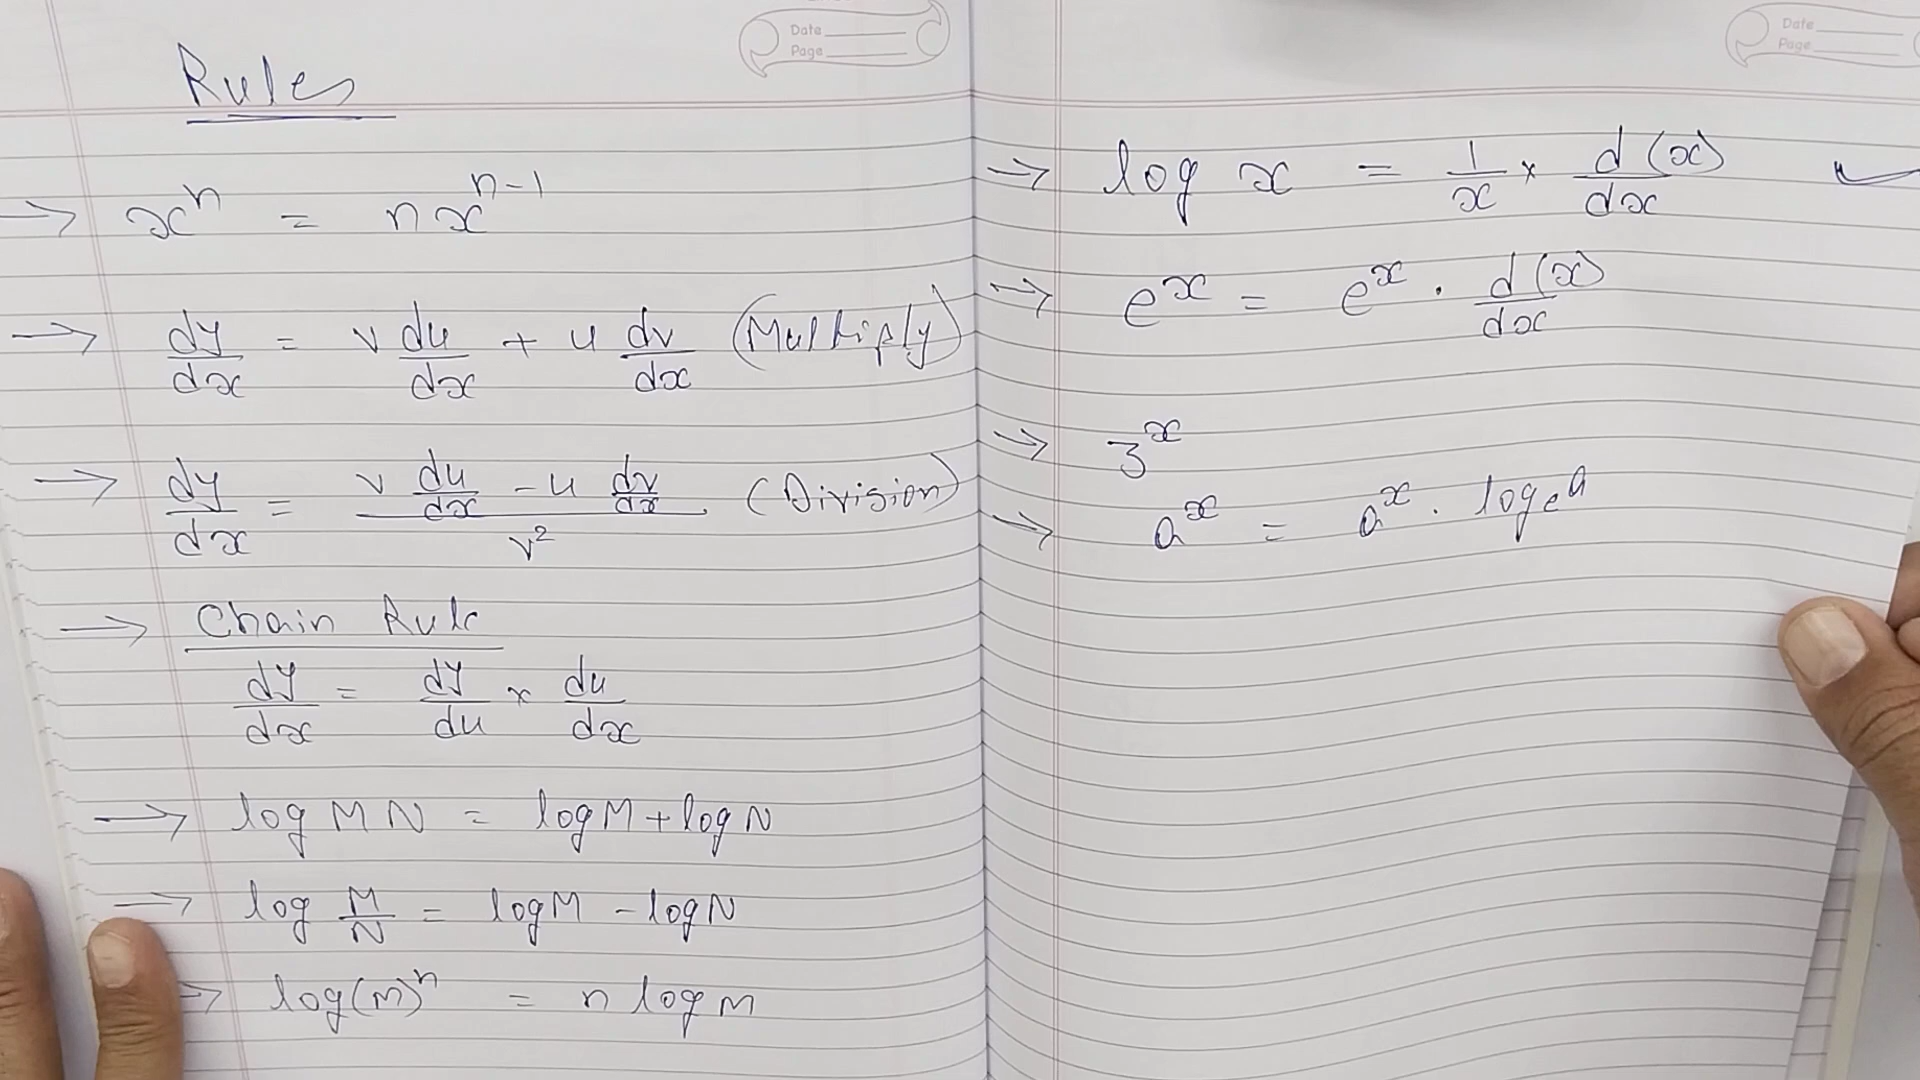 Date
Page
Rules
→ x^n = nx^(n-1)
→ dy/dx = v du/dx + u dv/dx (Multiply)
→ dy/dx = (v du/dx - u dv/dx)/v² (Division)
→ Chain Rule
dy/dx = dy/du × du/dx
→ log MN = log M + log N
→ log M/N = log M - log N
→ log(m)^n = n log m
Date
Page
→ log x = 1/x × d(x)/dx
→ e^x = e^x . d(x)/dx
→ 3^x
→ a^x = a^x . log_e a